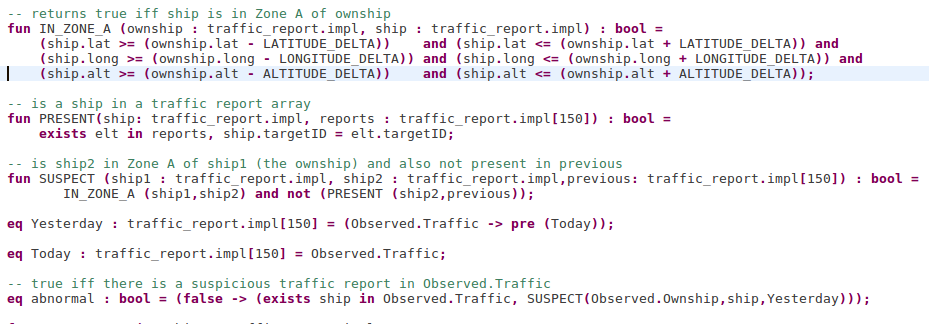 -- returns true iff ship is in Zone A of ownship
fun IN_ZONE_A (ownship : traffic_report.impl, ship : traffic_report.impl) : bool =
    (ship.lat >= (ownship.lat - LATITUDE_DELTA))    and (ship.lat <= (ownship.lat + LATITUDE_DELTA)) and
    (ship.long >= (ownship.long - LONGITUDE_DELTA)) and (ship.long <= (ownship.long + LONGITUDE_DELTA)) and
    (ship.alt >= (ownship.alt - ALTITUDE_DELTA))    and (ship.alt <= (ownship.alt + ALTITUDE_DELTA));
-- is a ship in a traffic report array
fun PRESENT(ship: traffic_report.impl, reports : traffic_report.impl[150]) : bool =
    exists elt in reports, ship.targetID = elt.targetID;
-- is ship2 in Zone A of ship1 (the ownship) and also not present in previous
fun SUSPECT (ship1 : traffic_report.impl, ship2 : traffic_report.impl,previous: traffic_report.impl[150]) : bool =
       IN_ZONE_A (ship1,ship2) and not (PRESENT (ship2,previous));
eq Yesterday : traffic_report.impl[150] = (Observed.Traffic -> pre (Today));
eq Today : traffic_report.impl[150] = Observed.Traffic;
-- true iff there is a suspicious traffic report in Observed.Traffic
eq abnormal : bool = (false -> (exists ship in Observed.Traffic, SUSPECT(Observed.Ownship,ship,Yesterday)));